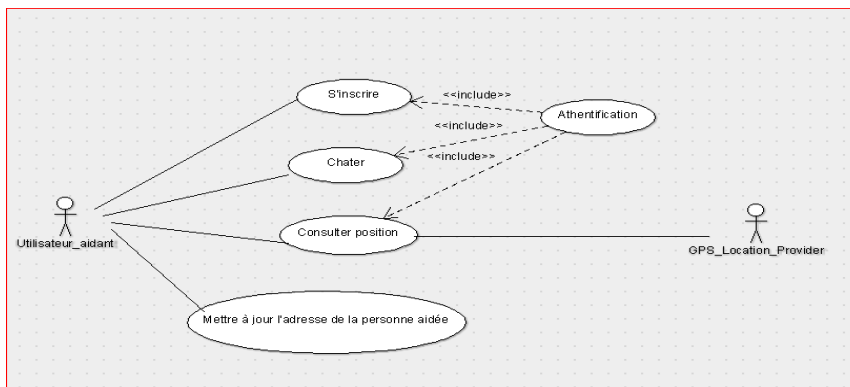 S'inscrire
<<include>>
Athentification
<<include>>
<<include>>
Chater
Consulter position
Utilisateur_aidant
GPS_Location_Provider
Mettre à jour l'adresse de la personne aidée